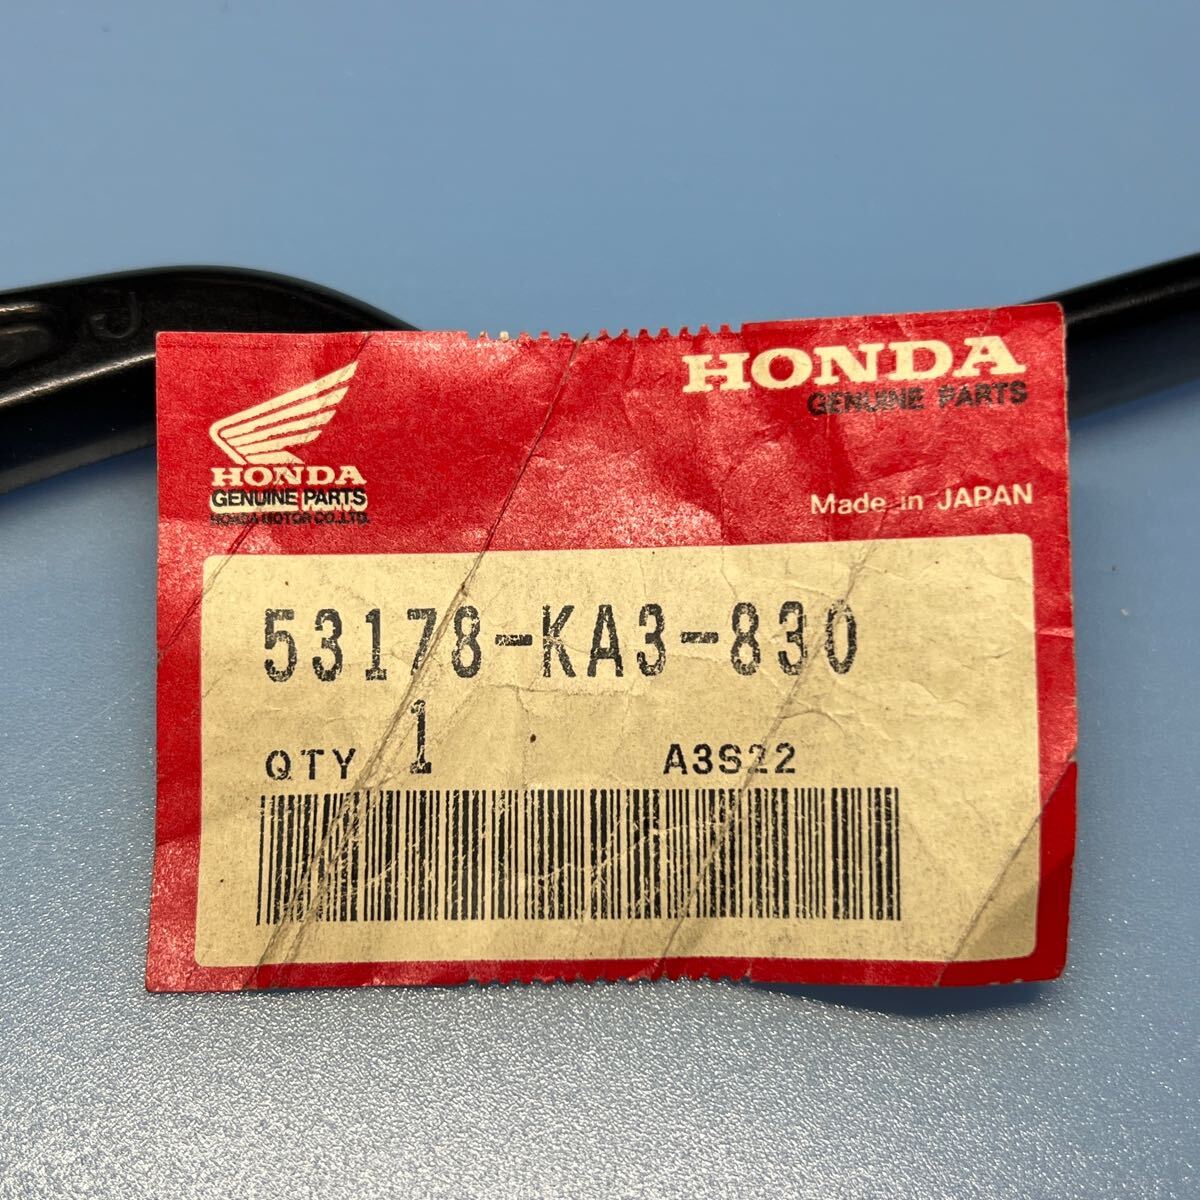 HONDA
GENUINE PARTS
HONDA
GENUINE PARTS
HONDA MOTOR CO.,LTD.
Made in JAPAN
53178-KA3-830
QTY 1 A3S22
J